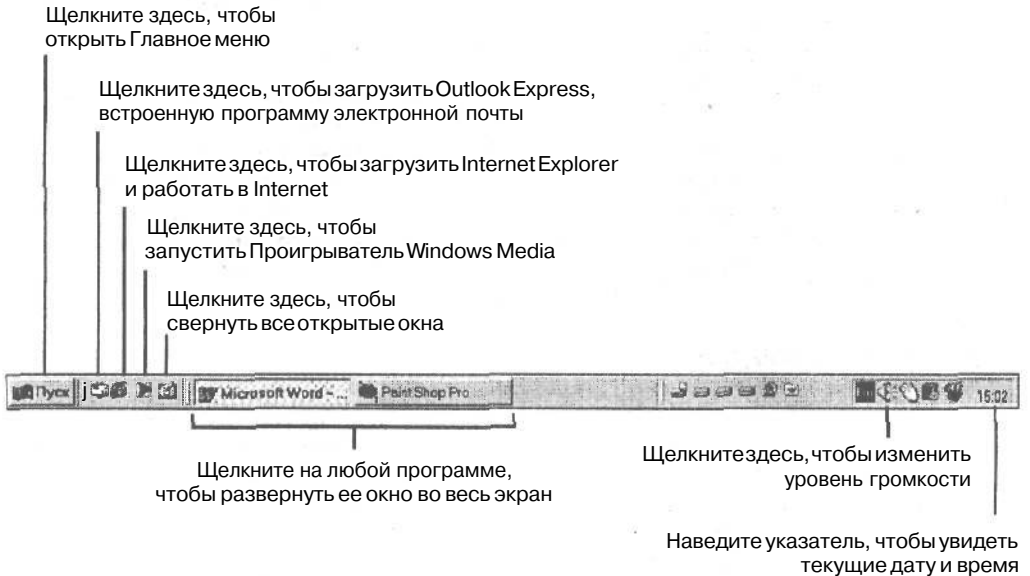 Щелкните здесь, чтобы
открыть Главное меню
Щелкните здесь, чтобы загрузить Outlook Express,
встроенную программу электронной почты
Щелкните здесь, чтобы загрузить Internet Explorer
и работать в Internet
Щелкните здесь, чтобы
запустить Проигрыватель Windows Media
Щелкните здесь, чтобы
свернуть все открытые окна
Пуск Microsoft Word - ... Paint Shop Pro 15:02
Щелкните на любой программе,
чтобы развернуть ее окно во весь экран
Щелкните здесь, чтобы изменить
уровень громкости
Наведите указатель, чтобы увидеть
текущие дату и время